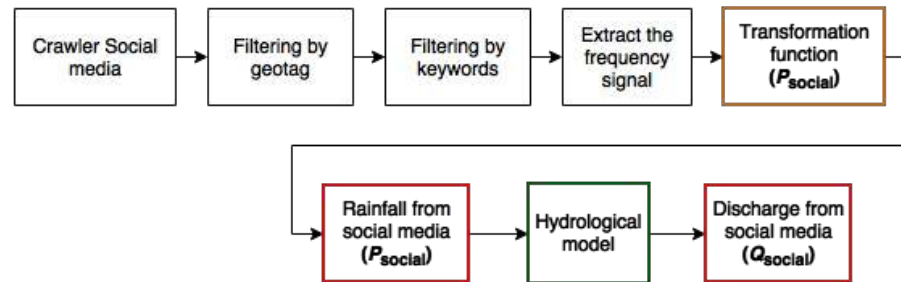 Crawler Social
media
Filtering by
geotag
Filtering by
keywords
Extract the
frequency
signal
Transformation
function
(Psocial)
Rainfall from
social media
(Psocial)
Hydrological
model
Discharge from
social media
(Qsocial)